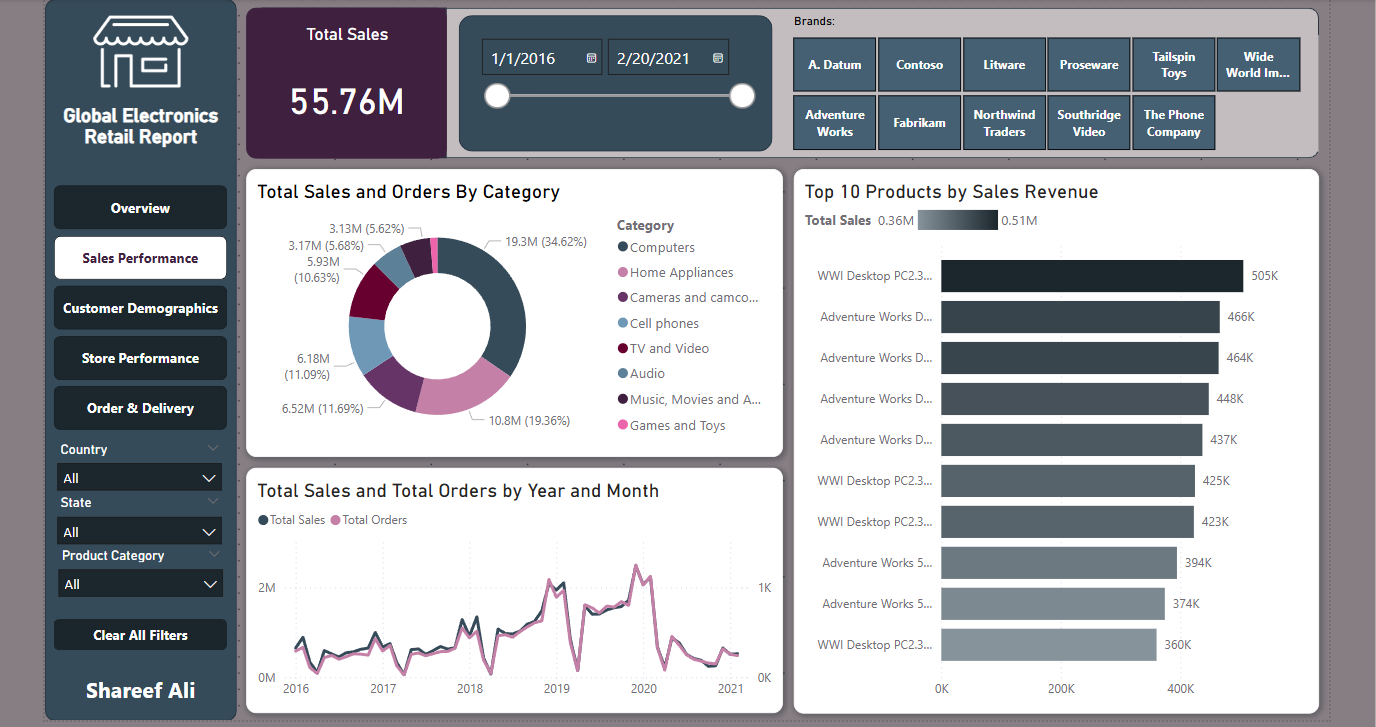 Global Electronics
Retail Report
Overview
Sales Performance
Customer Demographics
Store Performance
Order & Delivery
Country
All
State
All
Product Category
All
Clear All Filters
Shareef Ali
Total Sales
55.76M
1/1/2016
2/20/2021
Brands:
A. Datum
Contoso
Litware
Proseware
Tailspin
Toys
Wide
World Im...
Adventure
Works
Fabrikam
Northwind
Traders
Southridge
Video
The Phone
Company
Total Sales and Orders By Category
3.13M (5.62%)
3.17M (5.68%)
5.93M
(10.63%)
6.18M
(11.09%)
6.52M (11.69%)
10.8M (19.36%)
19.3M (34.62%)
Category
Computers
Home Appliances
Cameras and camco...
Cell phones
TV and Video
Audio
Music, Movies and A...
Games and Toys
Total Sales and Total Orders by Year and Month
Total Sales
Total Orders
2M
0M
1K
0K
2016
2017
2018
2019
2020
2021
Top 10 Products by Sales Revenue
Total Sales 0.36M 0.51M
WWI Desktop PC2.3... 505K
Adventure Works D... 466K
Adventure Works D... 464K
Adventure Works D... 448K
Adventure Works D... 437K
WWI Desktop PC2.3... 425K
WWI Desktop PC2.3... 423K
Adventure Works 5... 394K
Adventure Works 5... 374K
WWI Desktop PC2.3... 360K
0K
200K
400K